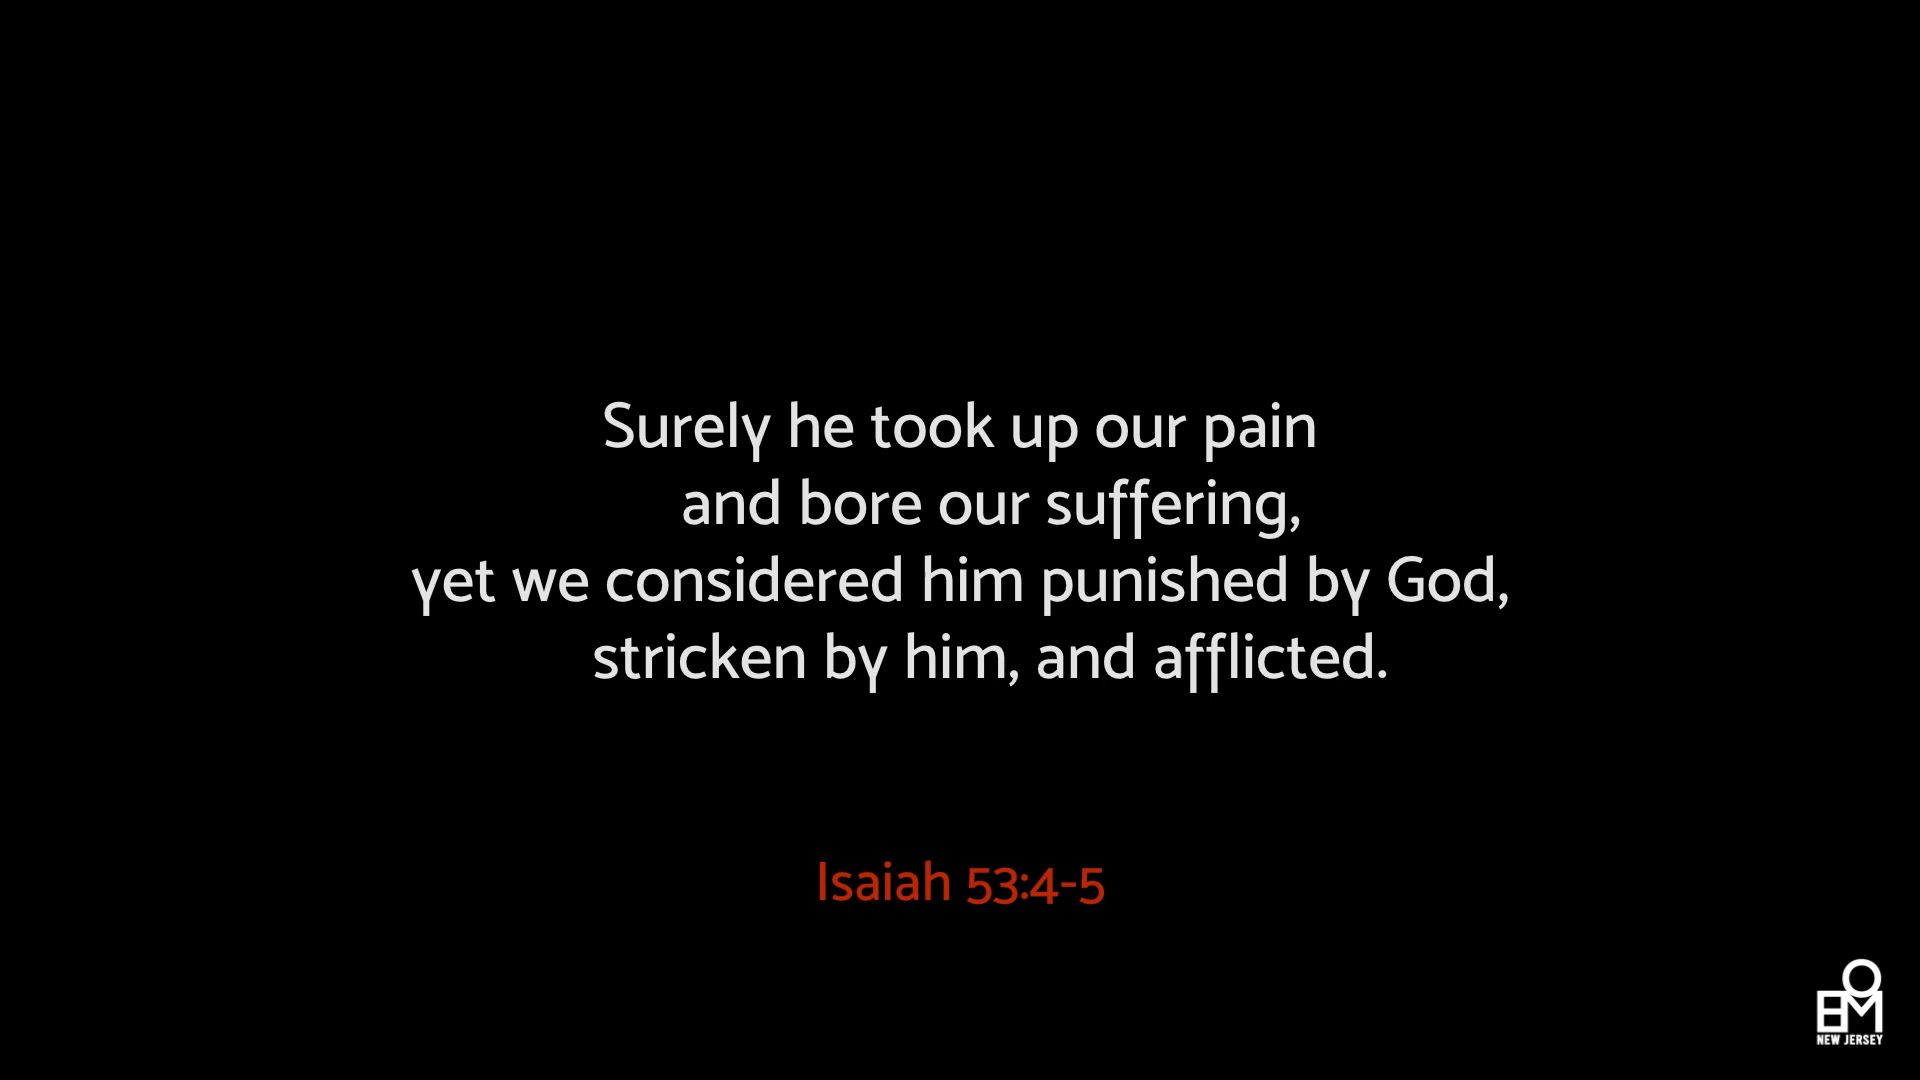 Surely he took up our pain
and bore our suffering,
yet we considered him punished by God,
stricken by him, and afflicted.
Isaiah 53:4-5
EMO
NEW JERSEY